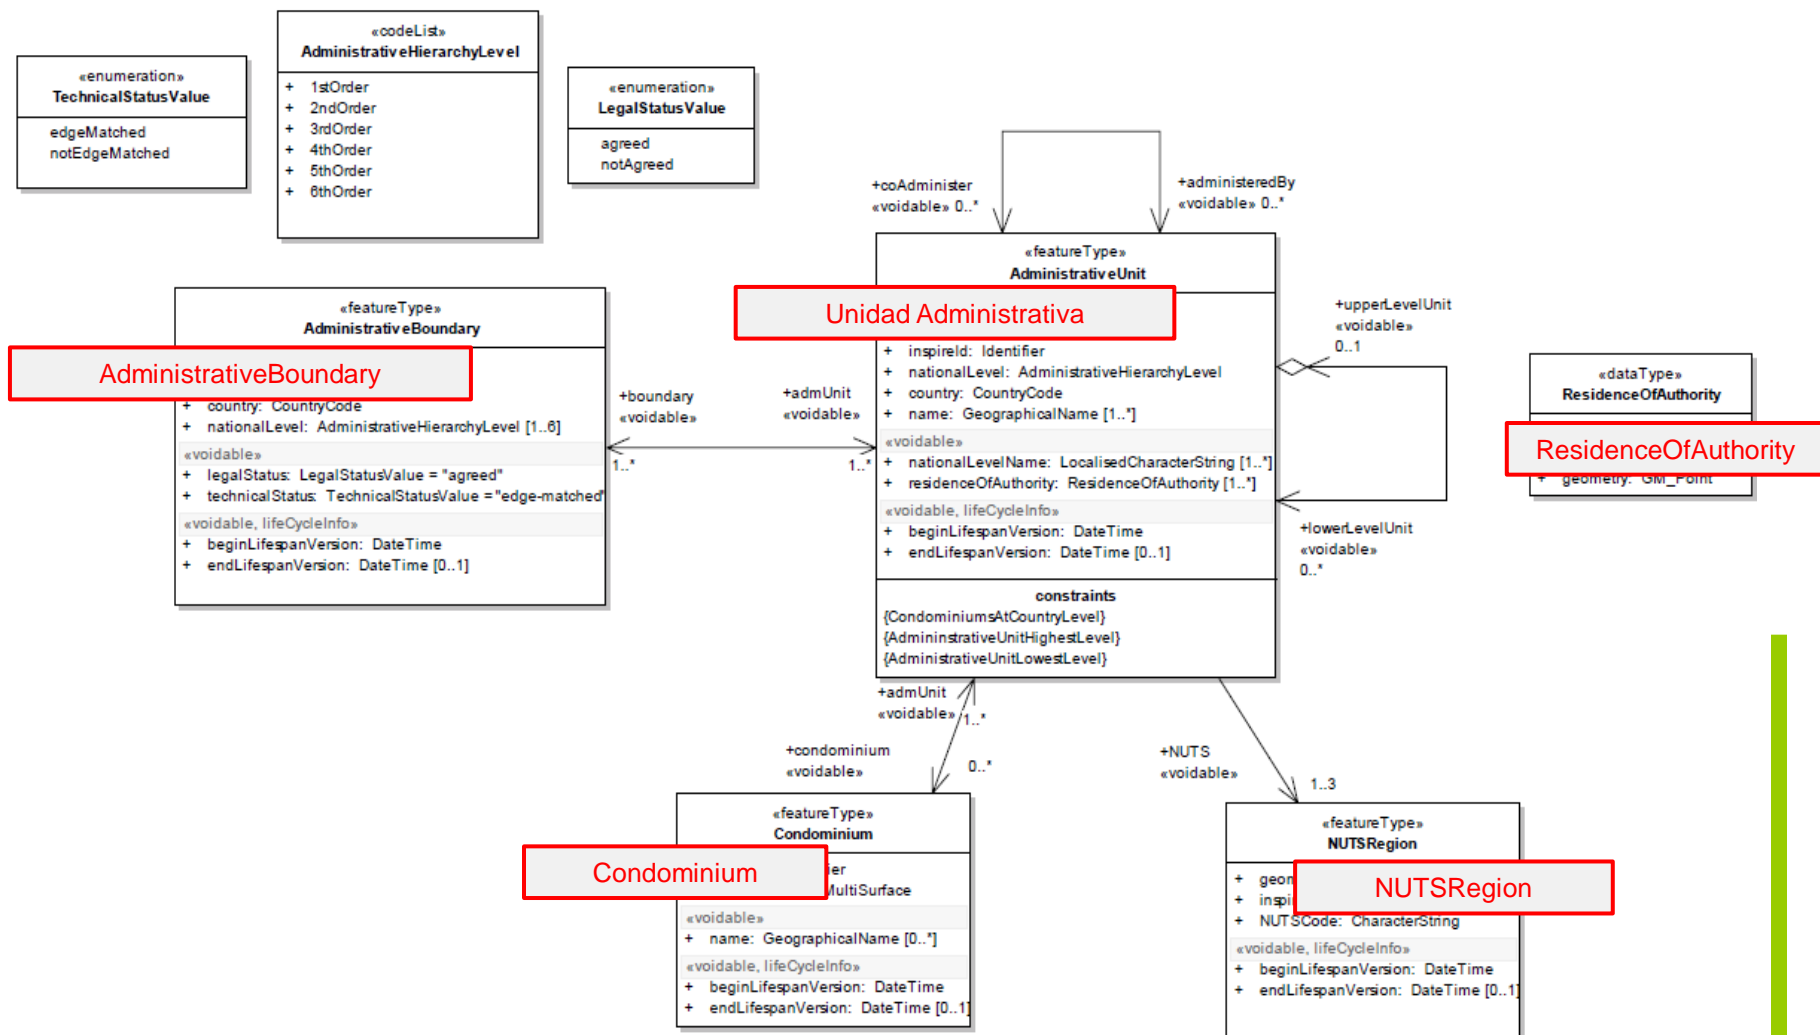 «enumeration»
TechnicalStatusValue
edgeMatched
notEdgeMatched
«codeList»
AdministrativeHierarchyLevel
+ 1stOrder
+ 2ndOrder
+ 3rdOrder
+ 4thOrder
+ 5thOrder
+ 6thOrder
«enumeration»
LegalStatusValue
agreed
notAgreed
+coAdminister
«voidable» 0..*
+administeredBy
«voidable» 0..*
«featureType»
AdministrativeUnit
Unidad Administrativa
+ inspireId: Identifier
+ nationalLevel: AdministrativeHierarchyLevel
+ country: CountryCode
+ name: GeographicalName [1..*]
«voidable»
+ nationalLevelName: LocalisedCharacterString [1..*]
+ residenceOfAuthority: ResidenceOfAuthority [1..*]
«voidable, lifeCycleInfo»
+ beginLifespanVersion: DateTime
+ endLifespanVersion: DateTime [0..1]
constraints
{CondominiumsAtCountryLevel}
{AdmininstrativeUnitHighestLevel}
{AdministrativeUnitLowestLevel}
«featureType»
AdministrativeBoundary
AdministrativeBoundary
+ country: CountryCode
+ nationalLevel: AdministrativeHierarchyLevel [1..6]
«voidable»
+ legalStatus: LegalStatusValue = "agreed"
+ technicalStatus: TechnicalStatusValue = "edge-matched"
«voidable, lifeCycleInfo»
+ beginLifespanVersion: DateTime
+ endLifespanVersion: DateTime [0..1]
+boundary
«voidable»
1..*
+admUnit
«voidable»
1..*
+upperLevelUnit
«voidable»
0..1
+lowerLevelUnit
«voidable»
0..*
«dataType»
ResidenceOfAuthority
ResidenceOfAuthority
+ geometry: GM_Point
+admUnit
«voidable»
1..*
+condominium
«voidable»
0..*
+NUTS
«voidable»
1..3
«featureType»
Condominium
Condominium
ier
MultiSurface
«voidable»
+ name: GeographicalName [0..*]
«voidable, lifeCycleInfo»
+ beginLifespanVersion: DateTime
+ endLifespanVersion: DateTime [0..1]
«featureType»
NUTSRegion
+ geom
NUTSRegion
+ inspi
+ NUTSCode: CharacterString
«voidable, lifeCycleInfo»
+ beginLifespanVersion: DateTime
+ endLifespanVersion: DateTime [0..1]